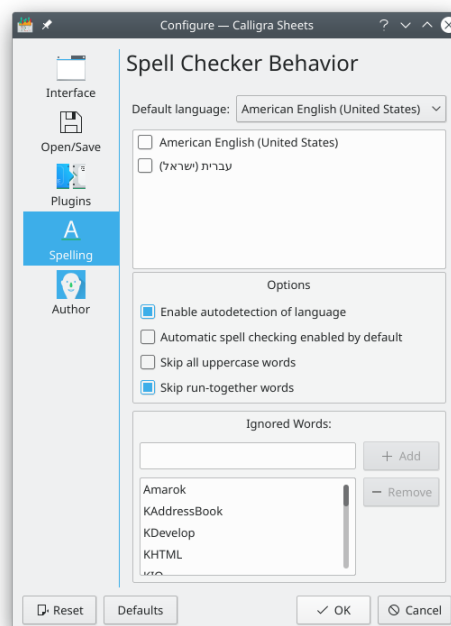 Configure — Calligra Sheets
Spell Checker Behavior
Interface
Open/Save
Plugins
Spelling
Author
Default language: American English (United States)
American English (United States)
עברית (ישראל)
Options
Enable autodetection of language
Automatic spell checking enabled by default
Skip all uppercase words
Skip run-together words
Ignored Words:
+ Add
Amarok
KAddressBook
KDevelop
KHTML
KIO
− Remove
Reset
Defaults
OK
Cancel